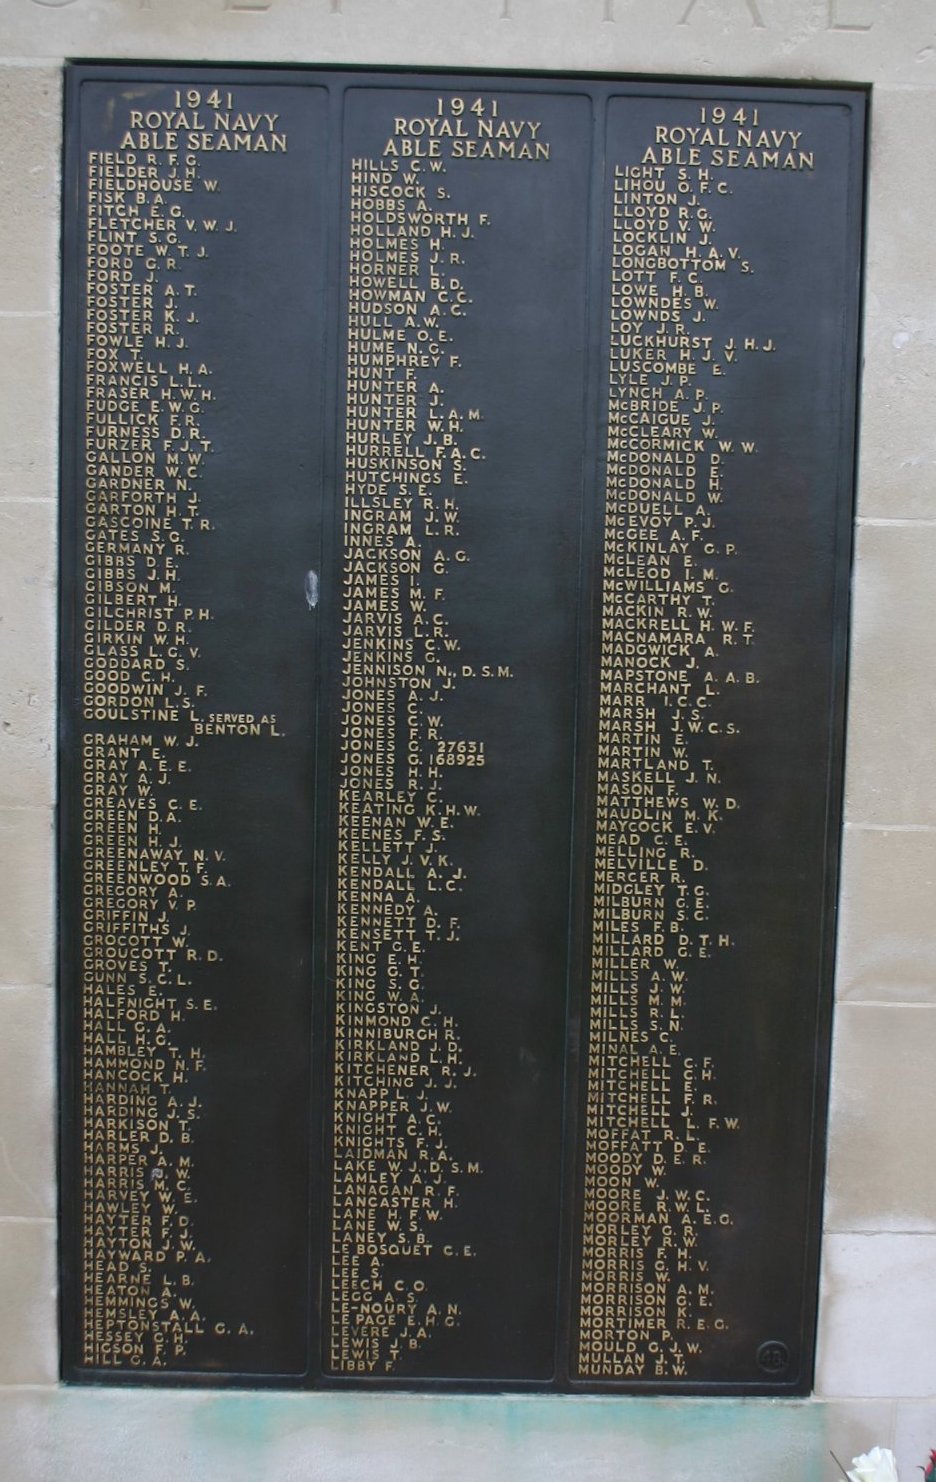 1941
ROYAL NAVY
ABLE SEAMAN
FIELD R. F. G.
FIELDER J. H.
FIELDHOUSE W.
FISK B. A.
FITCH E. G.
FLETCHER V. W. J.
FLINT S. G.
FOOTE W. T. J.
FORD G. R.
FORD J.
FOSTER A. T.
FOSTER J.
FOSTER K. J.
FOSTER R.
FOWLE H. J.
FOX T.
FOXWELL H. A.
FRANCIS L. L.
FRASER H. W. H.
FUDGE E. W. G.
FULLICK F. R.
FURNESS D. R.
FURZER F. J. T.
GALLON M. W.
GANDER W. C.
GARDNER N.
GARFORTH J.
GARTON H. T.
GASCOINE T. R.
GATES S. G.
GERMANY R.
GIBBS D. E.
GIBBS J. H.
GIBSON M.
GILBERT H.
GILCHRIST P. H.
GILDER D. R.
GIRKIN W. H.
GLASS L. G. V.
GODDARD S.
GOOD C. H.
GOODWIN J. F.
GORDON L. S.
GOULSTINE L. SERVED AS
BENTON L.
GRAHAM W. J.
GRANT E.
GRAY A. E. E.
GRAY A. J.
GRAY W.
GREAVES C. E.
GREEN D. A.
GREEN H.
GREEN H. J.
GREENAWAY N. V.
GREENLEY T. F.
GREENWOOD S. A.
GREGORY A.
GREGORY V. P.
GRIFFIN J.
GRIFFITHS J.
GROCOTT W.
GROUCOTT R. D.
GROVES T.
GUNN S. C. L.
HALES E.
HALFNIGHT S. E.
HALFORD H.
HALL G. A.
HALL H. G.
HAMBLEY T. H.
HAMMOND N. F.
HANCOCK H.
HANNAH T.
HARDING A. J.
HARDING J. S.
HARKISON T.
HARLER D. B.
HARMS J.
HARPER A. M.
HARRIS J. W.
HARRIS M. C.
HARVEY W. E.
HAWLEY W.
HAYTER F. D.
HAYTER F. J.
HAYTON J. W.
HAYWARD P. A.
HEAD S.
HEARNE L. B.
HEATON A.
HEMMINGS W.
HEMSLEY A. A.
HEPTONSTALL G. A.
HESSEY G. H.
HIGSON F. P.
HILL G. A.
1941
ROYAL NAVY
ABLE SEAMAN
HILLS C. W.
HIND W.
HISCOCK S.
HOBBS A.
HOLDSWORTH F.
HOLLAND H. J.
HOLMES H.
HOLMES J. R.
HORNER L.
HOWELL B. D.
HOWMAN C. C.
HUDSON A. C.
HULL A. W.
HULME O. E.
HUME N. G.
HUMPHREY F.
HUNT F.
HUNTER A.
HUNTER J.
HUNTER L. A. M.
HUNTER W. H.
HURLEY J. B.
HURRELL F. A. C.
HUSKINSON S.
HUTCHINGS E.
HYDE S. E.
ILLSLEY R. H.
INGRAM J. W.
INGRAM L. R.
INNES A.
JACKSON A. G.
JACKSON G.
JAMES I.
JAMES M. F.
JAMES W.
JARVIS A. C.
JARVIS L. R.
JENKINS C. W.
JENKINS G.
JENNISON N., D. S. M.
JOHNSTON J.
JONES A. J.
JONES C.
JONES C. W.
JONES F. R.
JONES G. 27631
JONES G. 168925
JONES H. H.
JONES R. J.
KEARLEY C.
KEATING K. H. W.
KEENAN W. E.
KEENES F. S.
KELLETT J.
KELLY J. V. K.
KENDALL A. J.
KENDALL L. C.
KENNA A.
KENNEDY A.
KENNETT D. F.
KENSETT T. J.
KENT G. E.
KING E. H.
KING G. T.
KING S. G.
KING W. A.
KINGSTON J.
KINMOND C. H.
KINNIBURGH R.
KIRKLAND J. D.
KIRKLAND L. H.
KITCHENER R. J.
KITCHING J. J.
KNAPP L. J.
KNAPPER J. W.
KNIGHT A. C.
KNIGHT C. H.
KNIGHTS F. J.
LAIDMAN R. A.
LAKE W. J., D. S. M.
LAMLEY A. J.
LANAGAN R. F.
LANCASTER H.
LANE H. F. W.
LANE W. S.
LANEY S. B.
LE BOSQUET C. E.
LEE A.
LEE S.
LEECH C. O.
LEGG A. S.
LE-NOURY A. N.
LE PAGE E. H. G.
LEVERE J. A.
LEWIS J. B.
LEWIS T.
LIBBY F.
1941
ROYAL NAVY
ABLE SEAMAN
LIGHT S. H.
LIHOU O. F. C.
LINTON J.
LLOYD R. G.
LLOYD V. W.
LOCKLIN J.
LOGAN H. A. V.
LONGBOTTOM S.
LOTT F. C.
LOWE H. B.
LOWNDES W.
LOWNDS J.
LOY J. R.
LUCKHURST J. H. J.
LUKER H. J. V.
LUSCOMBE E.
LYLE J. P.
LYNCH A. P.
McBRIDE J. P.
McCAIGUE J.
McCLEARY W.
McCORMICK W. W.
McDONALD D.
McDONALD E.
McDONALD H.
McDONALD W.
McDUELL A.
McEVOY P. J.
McGEE A. F.
McKINLAY G. P.
McLEAN E.
McLEOD I. M.
McWILLIAMS G.
McCARTHY T.
MACKIN R. W.
MACKRELL H. W. F.
MACNAMARA R. T.
MADGWICK A.
MANOCK J.
MAPSTONE A. A. B.
MARCHANT L.
MARR I. C. C.
MARSH J. S.
MARSH J. W. C. S.
MARTIN E.
MARTIN W.
MARTLAND T.
MASKELL J. N.
MASON F.
MATTHEWS W. D.
MAUDLIN M. K.
MAYCOCK E. V.
MEAD C. E.
MELLING R.
MELVILLE D.
MERCER R.
MIDGLEY T. G.
MILBURN G. E.
MILBURN S. C.
MILES F. B.
MILLARD D. T. H.
MILLARD G. E.
MILLER W.
MILLS A. W.
MILLS J. W.
MILLS M. M.
MILLS R. L.
MILLS S. N.
MILNES C.
MINAL A. E.
MITCHELL C. F.
MITCHELL C. H.
MITCHELL E.
MITCHELL F. R.
MITCHELL J.
MITCHELL L. F. W.
MOFFAT R. L.
MOFFATT D. E.
MOODY D. E. R.
MOODY W.
MOON W.
MOORE J. W. C.
MOORE R. W. L.
MOORMAN A. E. G.
MORLEY G. R.
MORLEY R. W.
MORRIS F. H.
MORRIS G. H. V.
MORRIS W.
MORRISON A. M.
MORRISON G. E.
MORRISON R.
MORTIMER R. E. G.
MORTON P.
MOULD G. J. W.
MULLAN J. T.
MUNDAY B. W.